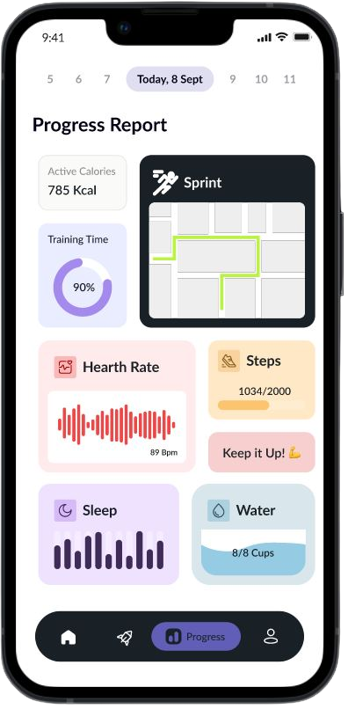 9:41
5 6 7 Today, 8 Sept 9 10 11
Progress Report
Active Calories
785 Kcal
Training Time
90%
Sprint
Hearth Rate
89 Bpm
Steps
1034/2000
Keep it Up! 💪
Sleep
Water
8/8 Cups
Progress